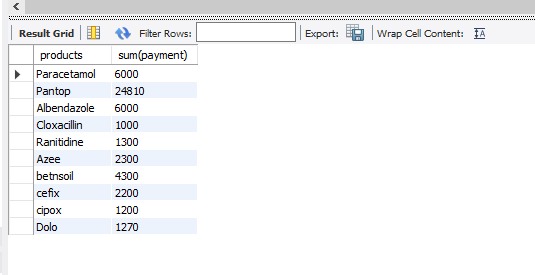 Result Grid Filter Rows: Export: Wrap Cell Content:
products sum(payment)
Paracetamol 6000
Pantop 24810
Albendazole 6000
Cloxacillin 1000
Ranitidine 1300
Azee 2300
betnsoil 4300
cefix 2200
cipox 1200
Dolo 1270